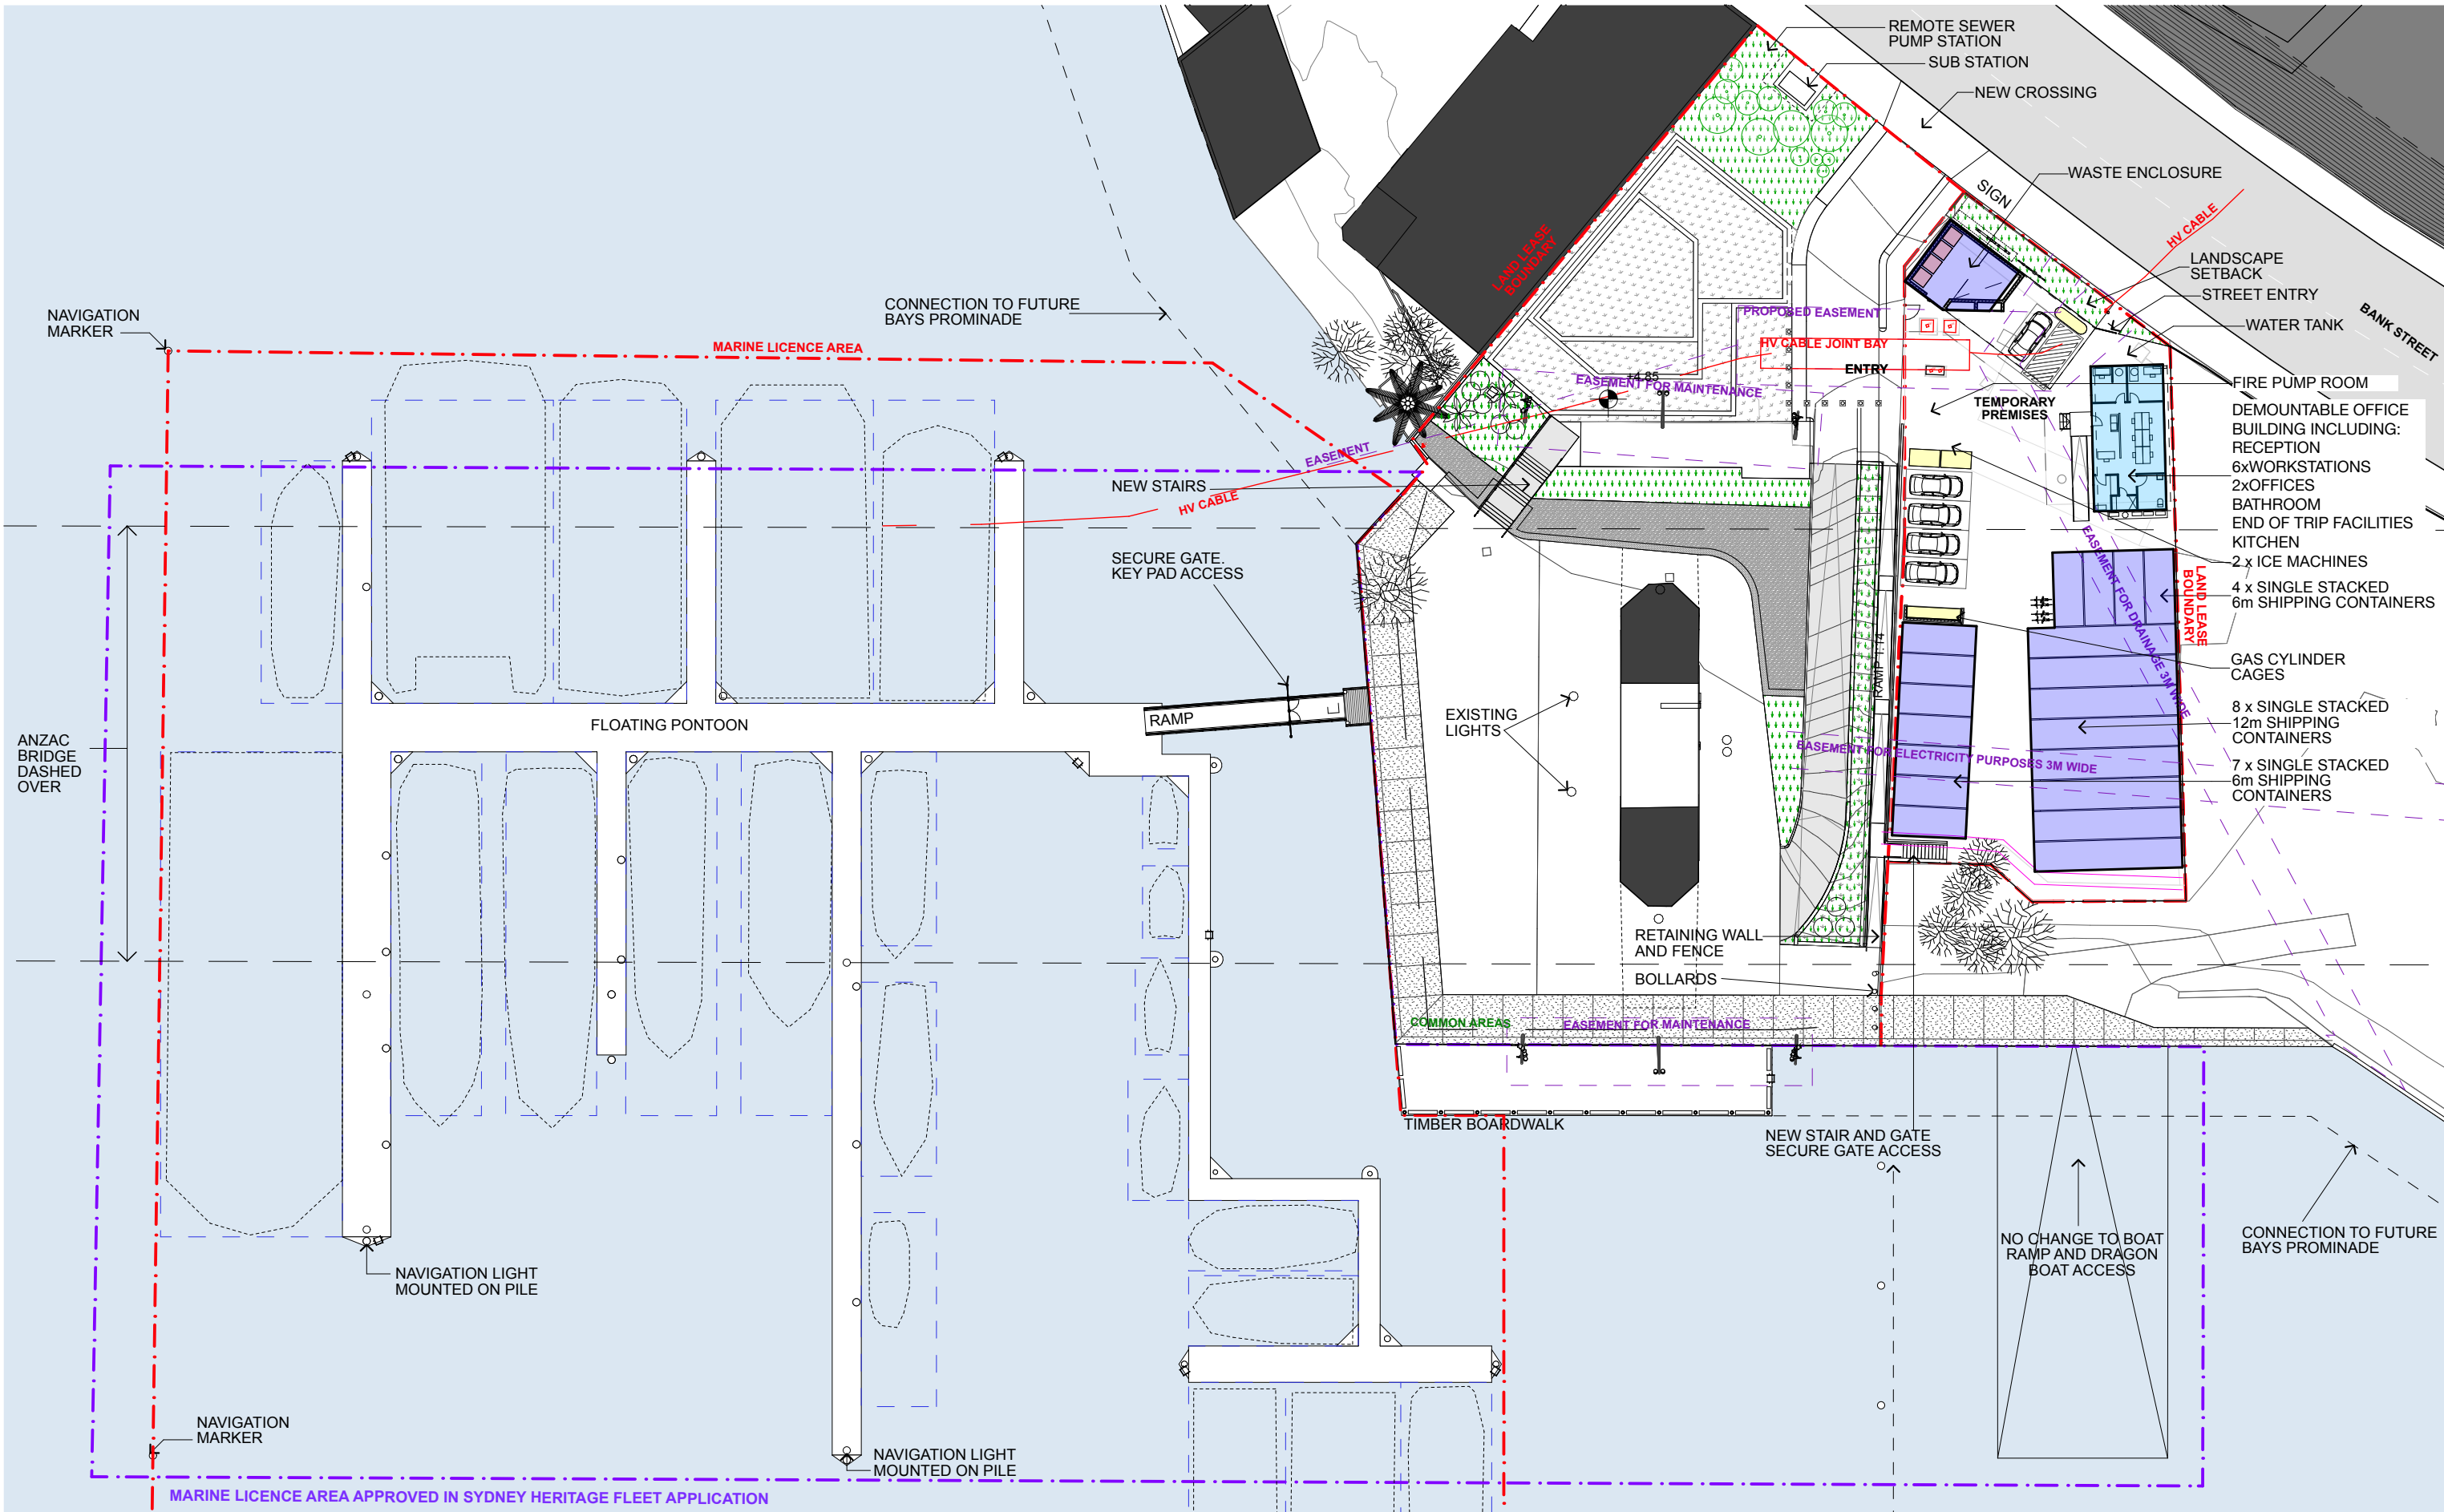 REMOTE SEWER
PUMP STATION
SUB STATION
NEW CROSSING
WASTE ENCLOSURE
SIGN
HV CABLE
LANDSCAPE
SETBACK
STREET ENTRY
WATER TANK
BANK STREET
FIRE PUMP ROOM
DEMOUNTABLE OFFICE
BUILDING INCLUDING:
RECEPTION
6xWORKSTATIONS
2xOFFICES
BATHROOM
END OF TRIP FACILITIES
KITCHEN
2 x ICE MACHINES
4 x SINGLE STACKED
6m SHIPPING CONTAINERS
GAS CYLINDER
CAGES
8 x SINGLE STACKED
12m SHIPPING
CONTAINERS
7 x SINGLE STACKED
6m SHIPPING
CONTAINERS
LAND LEASE
BOUNDARY
LAND LEASE
BOUNDARY
PROPOSED EASEMENT
HV CABLE JOINT BAY
ENTRY
TEMPORARY
PREMISES
+4.85
EASEMENT FOR MAINTENANCE
EASEMENT FOR DRAINAGE 3M WIDE
EASEMENT FOR ELECTRICITY PURPOSES 3M WIDE
RAMP 1:14
NAVIGATION
MARKER
CONNECTION TO FUTURE
BAYS PROMINADE
MARINE LICENCE AREA
EASEMENT
HV CABLE
NEW STAIRS
SECURE GATE.
KEY PAD ACCESS
RAMP
FLOATING PONTOON
ANZAC
BRIDGE
DASHED
OVER
EXISTING
LIGHTS
RETAINING WALL
AND FENCE
BOLLARDS
COMMON AREAS
EASEMENT FOR MAINTENANCE
TIMBER BOARDWALK
NEW STAIR AND GATE
SECURE GATE ACCESS
NO CHANGE TO BOAT
RAMP AND DRAGON
BOAT ACCESS
CONNECTION TO FUTURE
BAYS PROMINADE
NAVIGATION LIGHT
MOUNTED ON PILE
NAVIGATION
MARKER
NAVIGATION LIGHT
MOUNTED ON PILE
MARINE LICENCE AREA APPROVED IN SYDNEY HERITAGE FLEET APPLICATION